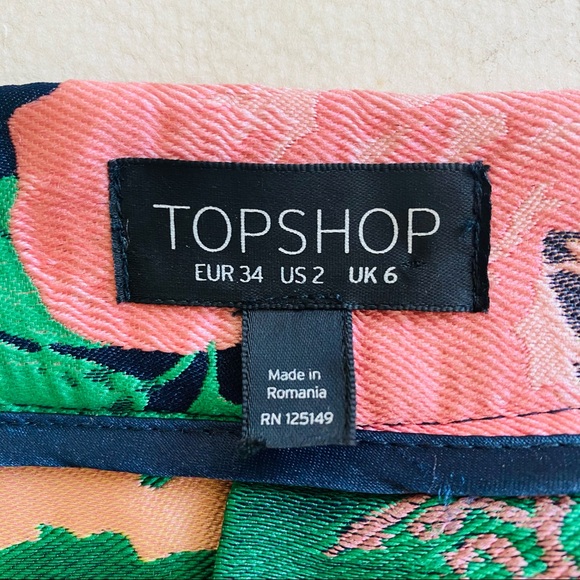 TOPSHOP
EUR 34 US 2 UK 6
Made in
Romania
RN 125149